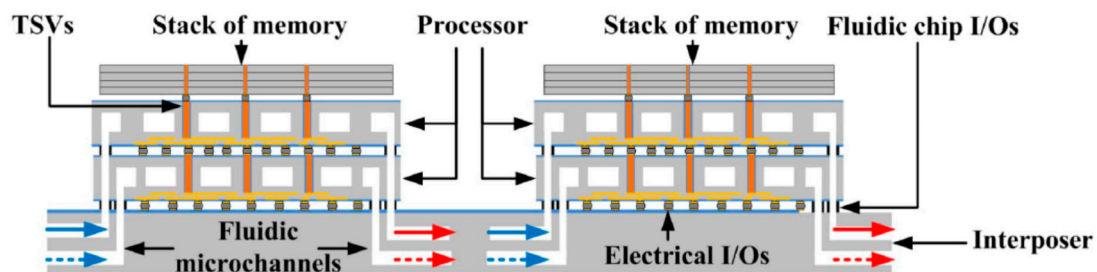 TSVs
Stack of memory
Processor
Stack of memory
Fluidic chip I/Os
Fluidic
microchannels
Electrical I/Os
Interposer